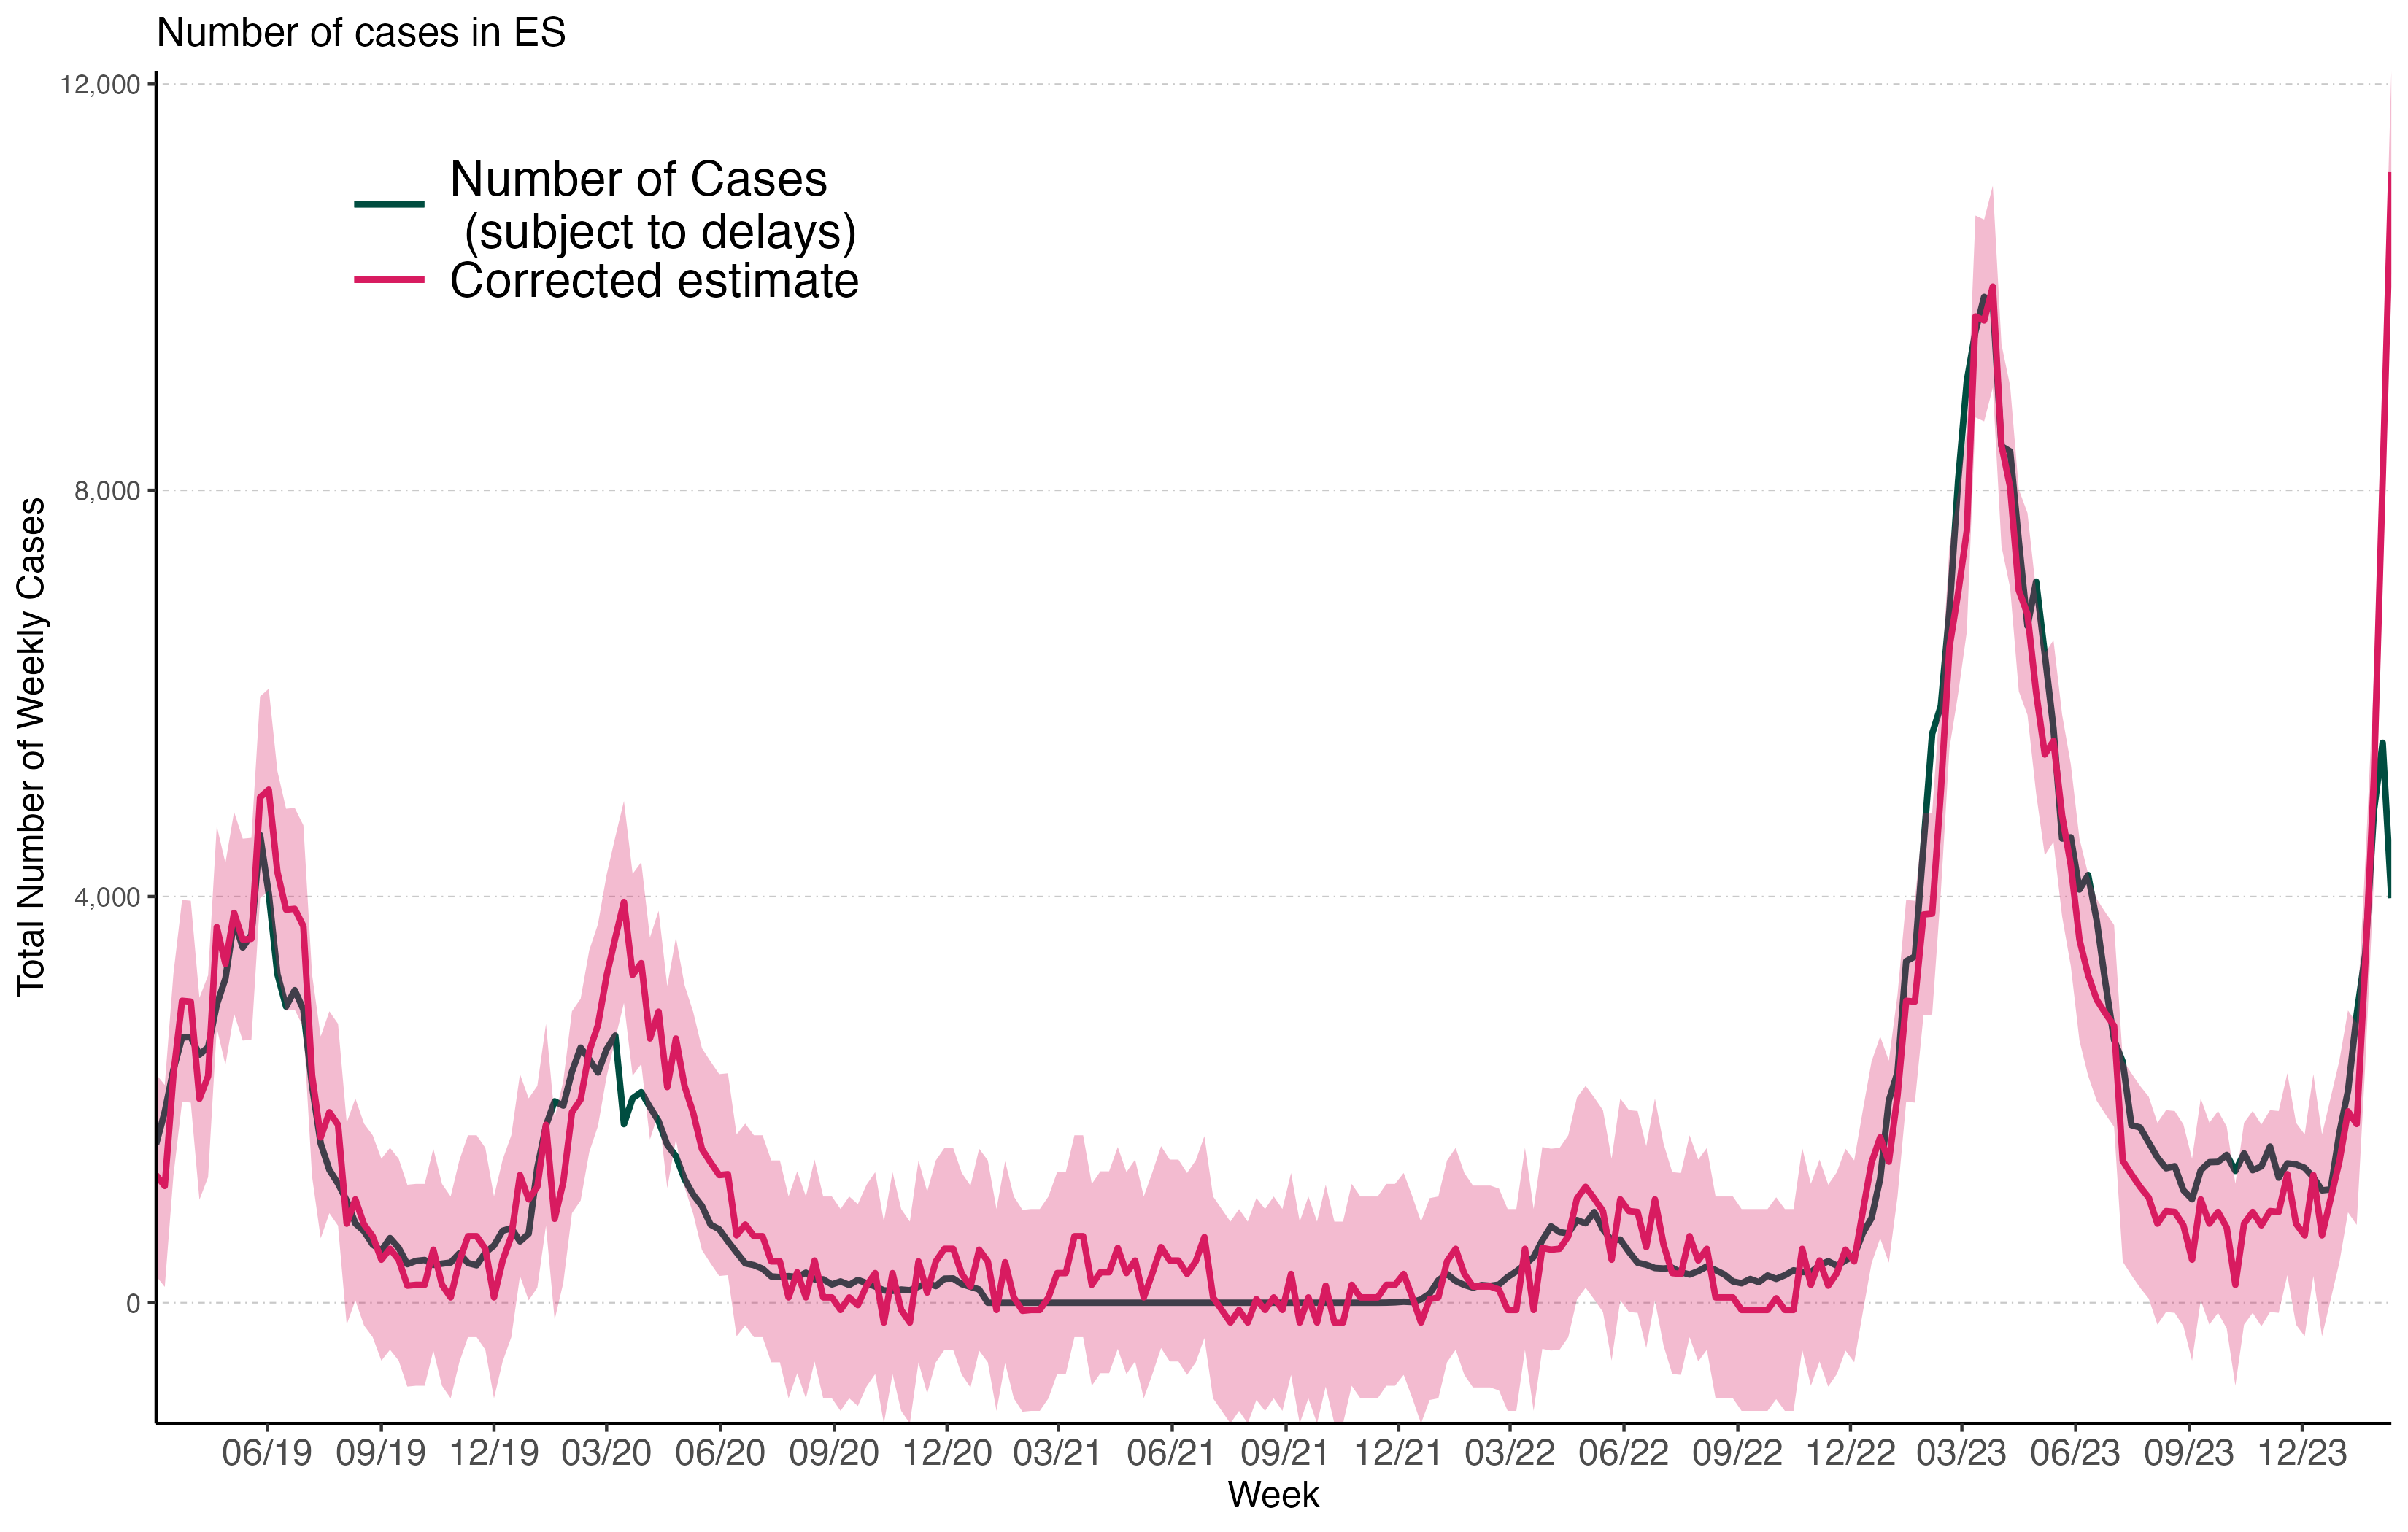 Number of cases in ES
12,000
8,000
4,000
0
Total Number of Weekly Cases
Number of Cases
(subject to delays)
Corrected estimate
06/19 09/19 12/19 03/20 06/20 09/20 12/20 03/21 06/21 09/21 12/21 03/22 06/22 09/22 12/22 03/23 06/23 09/23 12/23
Week